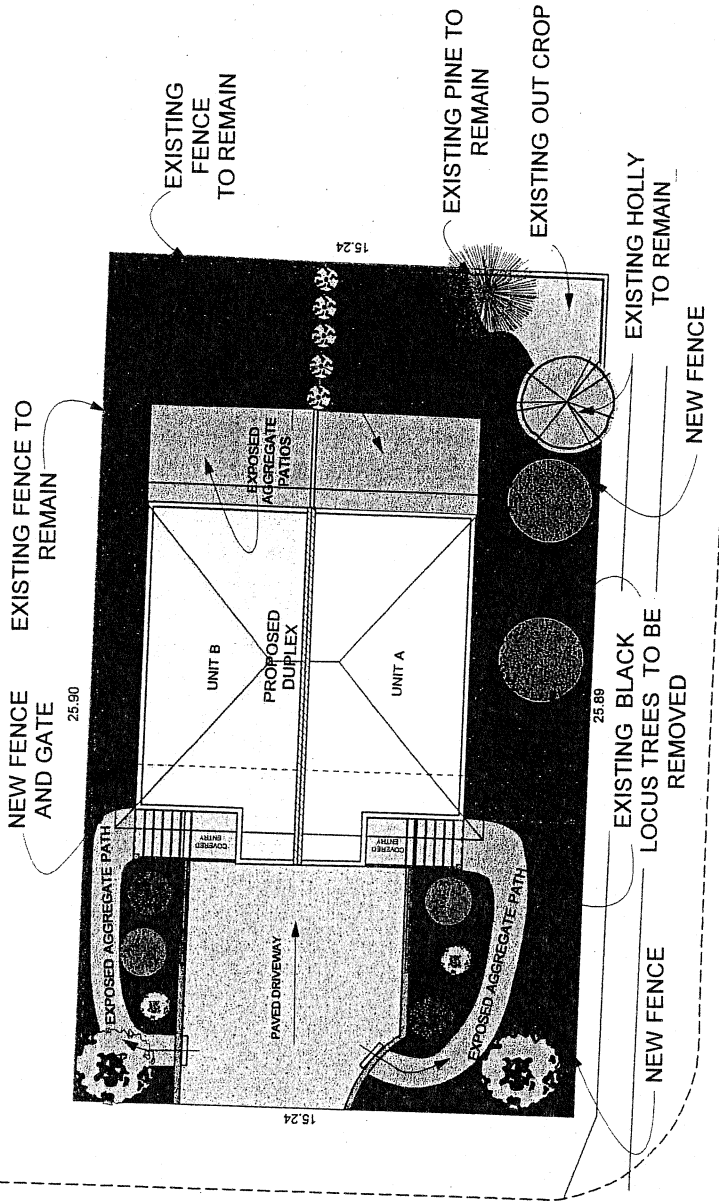 NEW FENCE
AND GATE
EXISTING FENCE TO
REMAIN
EXISTING
FENCE
TO REMAIN
25.90
15.24
EXISTING PINE TO
REMAIN
EXISTING OUT CROP
EXISTING HOLLY
TO REMAIN
NEW FENCE
EXPOSED
AGGREGATE
PATIOS
UNIT B
PROPOSED
DUPLEX
UNIT A
COVERED
ENTRY
COVERED
ENTRY
EXPOSED AGGREGATE PATH
PAVED DRIVEWAY
EXPOSED AGGREGATE PATH
15.24
25.89
EXISTING BLACK
LOCUS TREES TO BE
REMOVED
NEW FENCE